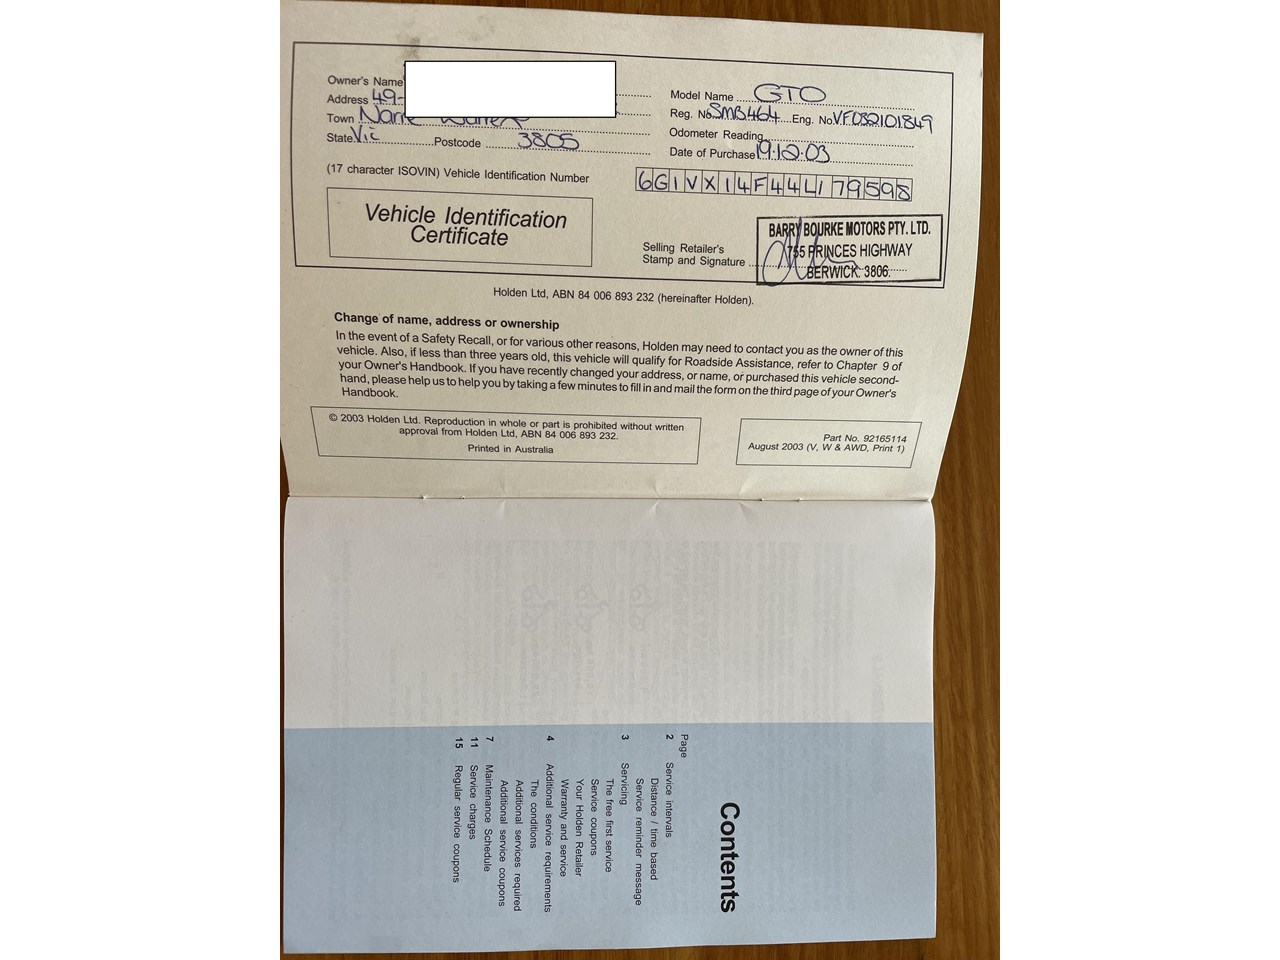 Owner's Name
Address 49-
Town Narre Warren
State Vic Postcode 3805
Model Name GTO
Reg. No. SMB464 Eng. No. VF032101849
Odometer Reading
Date of Purchase 19.12.03
(17 character ISOVIN) Vehicle Identification Number
6G1VX14F44L179598
Vehicle Identification
Certificate
Selling Retailer's
Stamp and Signature
BARRY BOURKE MOTORS PTY. LTD.
755 PRINCES HIGHWAY
BERWICK. 3806.
Holden Ltd, ABN 84 006 893 232 (hereinafter Holden).
Change of name, address or ownership
In the event of a Safety Recall, or for various other reasons, Holden may need to contact you as the owner of this
vehicle. Also, if less than three years old, this vehicle will qualify for Roadside Assistance, refer to Chapter 9 of
your Owner's Handbook. If you have recently changed your address, or name, or purchased this vehicle second-
hand, please help us to help you by taking a few minutes to fill in and mail the form on the third page of your Owner's
Handbook.
© 2003 Holden Ltd. Reproduction in whole or part is prohibited without written
approval from Holden Ltd, ABN 84 006 893 232.
Printed in Australia
Part No. 92165114
August 2003 (V, W & AWD, Print 1)
Contents
Page
2 Service intervals
Distance / time based
Service reminder message
3 Servicing
The free first service
Service coupons
Your Holden Retailer
Warranty and service
4 Additional service requirements
The conditions
Additional services required
Additional service coupons
7 Maintenance Schedule
11 Service charges
15 Regular service coupons